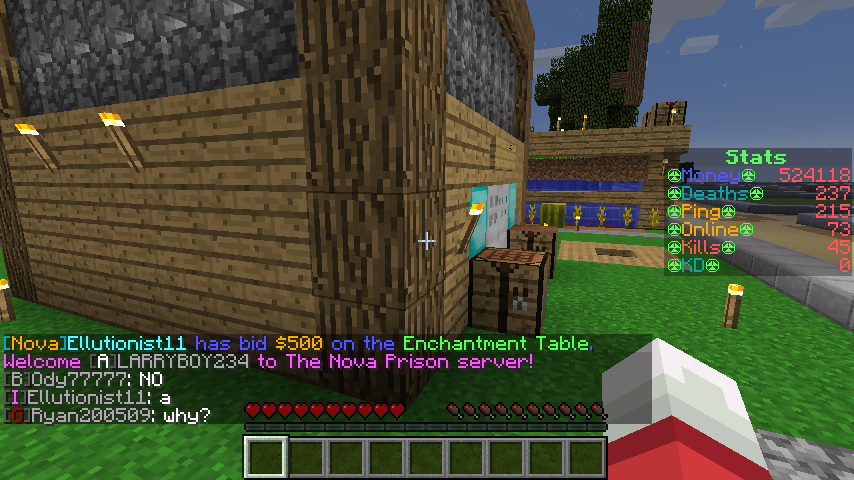 Stats
Money 524118
Deaths 237
Ping 215
Online 73
Kills 45
KD 0
[Nova]Ellutionist11 has bid $500 on the Enchantment Table.
Welcome [A]LARRYBOY234 to The Nova Prison server!
[B]Ody77777: NO
[I]Ellutionist11: a
[G]Ryan200509: why?